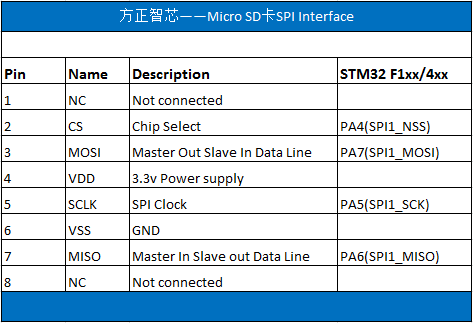 方正智芯——Micro SD卡SPI Interface
Pin Name Description STM32 F1xx/4xx
1 NC Not connected
2 CS Chip Select PA4(SPI1_NSS)
3 MOSI Master Out Slave In Data Line PA7(SPI1_MOSI)
4 VDD 3.3v Power supply
5 SCLK SPI Clock PA5(SPI1_SCK)
6 VSS GND
7 MISO Master In Slave out Data Line PA6(SPI1_MISO)
8 NC Not connected